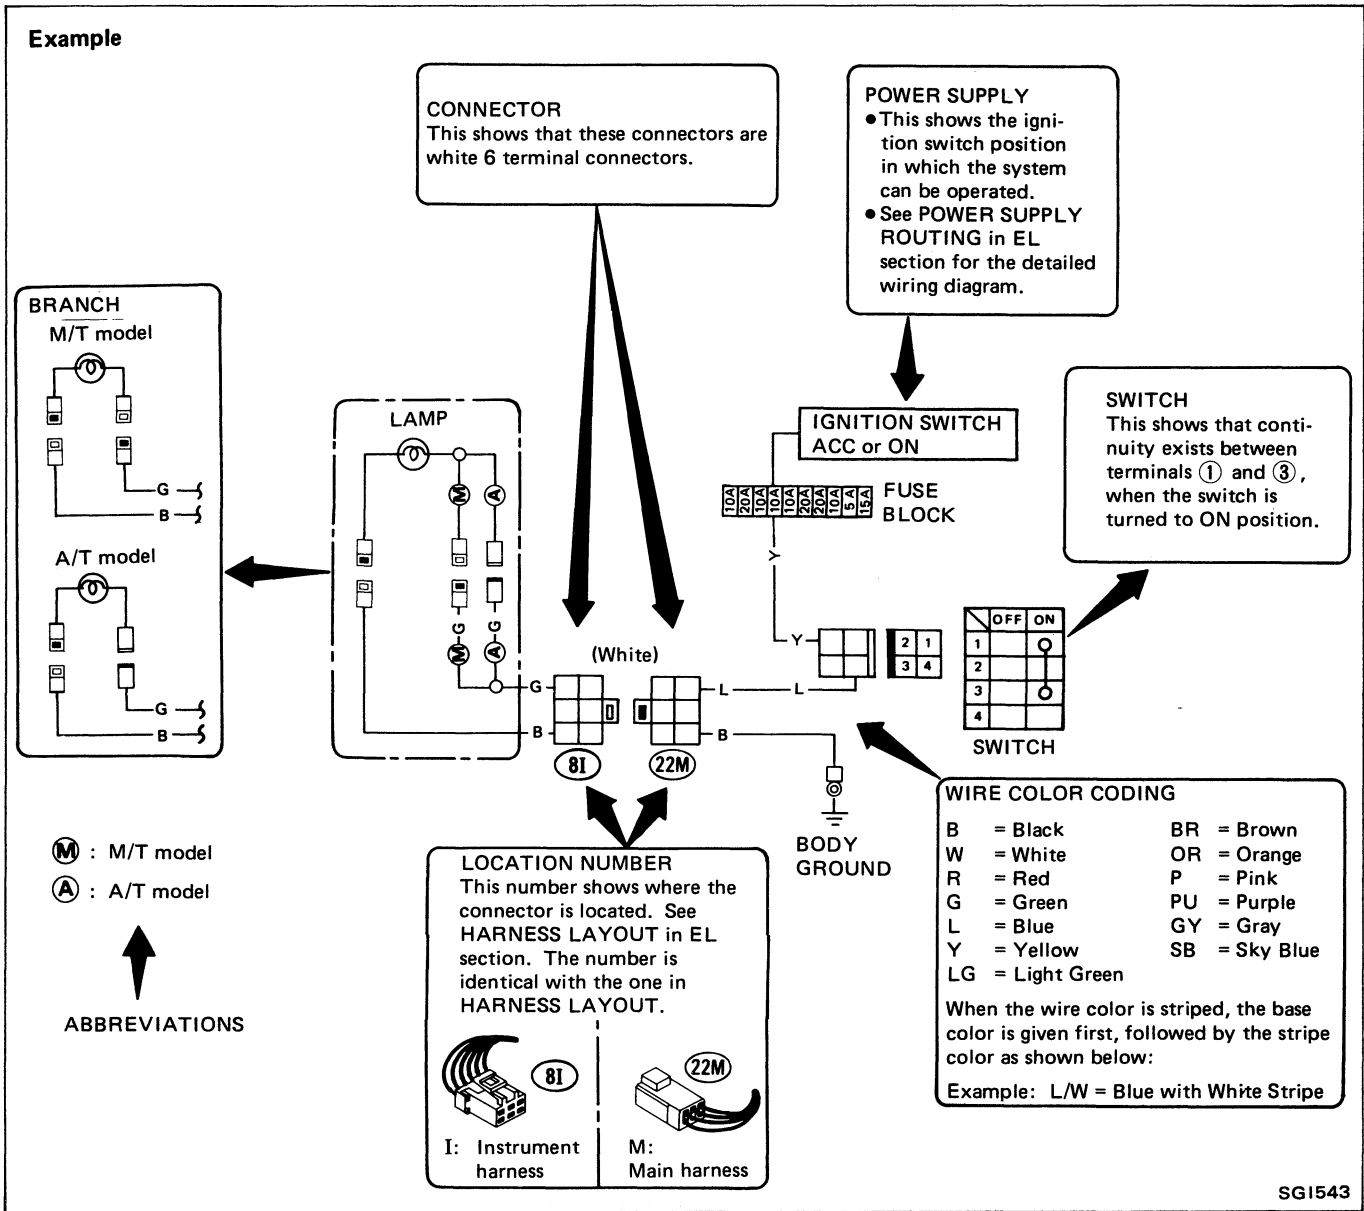 Example
CONNECTOR
This shows that these connectors are
white 6 terminal connectors.
POWER SUPPLY
●This shows the igni-
tion switch position
in which the system
can be operated.
●See POWER SUPPLY
ROUTING in EL
section for the detailed
wiring diagram.
BRANCH
M/T model
G
B
A/T model
G
B
LAMP
M
A
G
G
M
A
G
B
(White)
8I
22M
L
L
B
IGNITION SWITCH
ACC or ON
10A 20A 10A 10A 10A 20A 20A 10A 5A 15A
FUSE
BLOCK
Y
Y
2 1
3 4
OFF ON
1
2
3
4
SWITCH
SWITCH
This shows that conti-
nuity exists between
terminals ① and ③ ,
when the switch is
turned to ON position.
BODY
GROUND
Ⓜ : M/T model
Ⓐ : A/T model
ABBREVIATIONS
LOCATION NUMBER
This number shows where the
connector is located. See
HARNESS LAYOUT in EL
section. The number is
identical with the one in
HARNESS LAYOUT.
8I
I: Instrument
harness
22M
M:
Main harness
WIRE COLOR CODING
B = Black BR = Brown
W = White OR = Orange
R = Red P = Pink
G = Green PU = Purple
L = Blue GY = Gray
Y = Yellow SB = Sky Blue
LG = Light Green
When the wire color is striped, the base
color is given first, followed by the stripe
color as shown below:
Example: L/W = Blue with White Stripe
SGI543